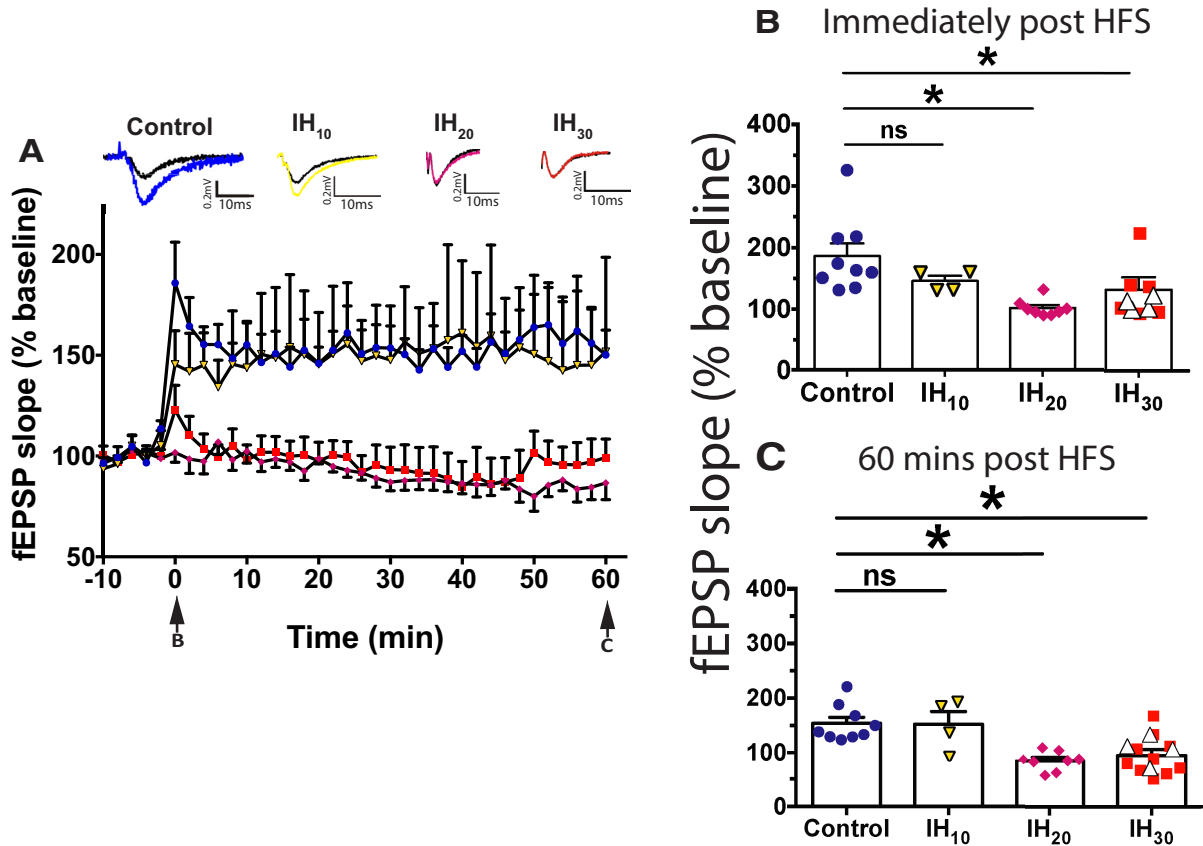 A
Control
IH10
IH20
IH30
0.2mV
10ms
0.2mV
10ms
0.2mV
10ms
0.2mV
10ms
fEPSP slope (% baseline)
200
150
100
50
-10 0 10 20 30 40 50 60
B
C
Time (min)
B Immediately post HFS
*
*
ns
fEPSP slope (% baseline)
400
300
200
100
0
Control IH10 IH20 IH30
C 60 mins post HFS
*
*
ns
400
300
200
100
0
Control IH10 IH20 IH30